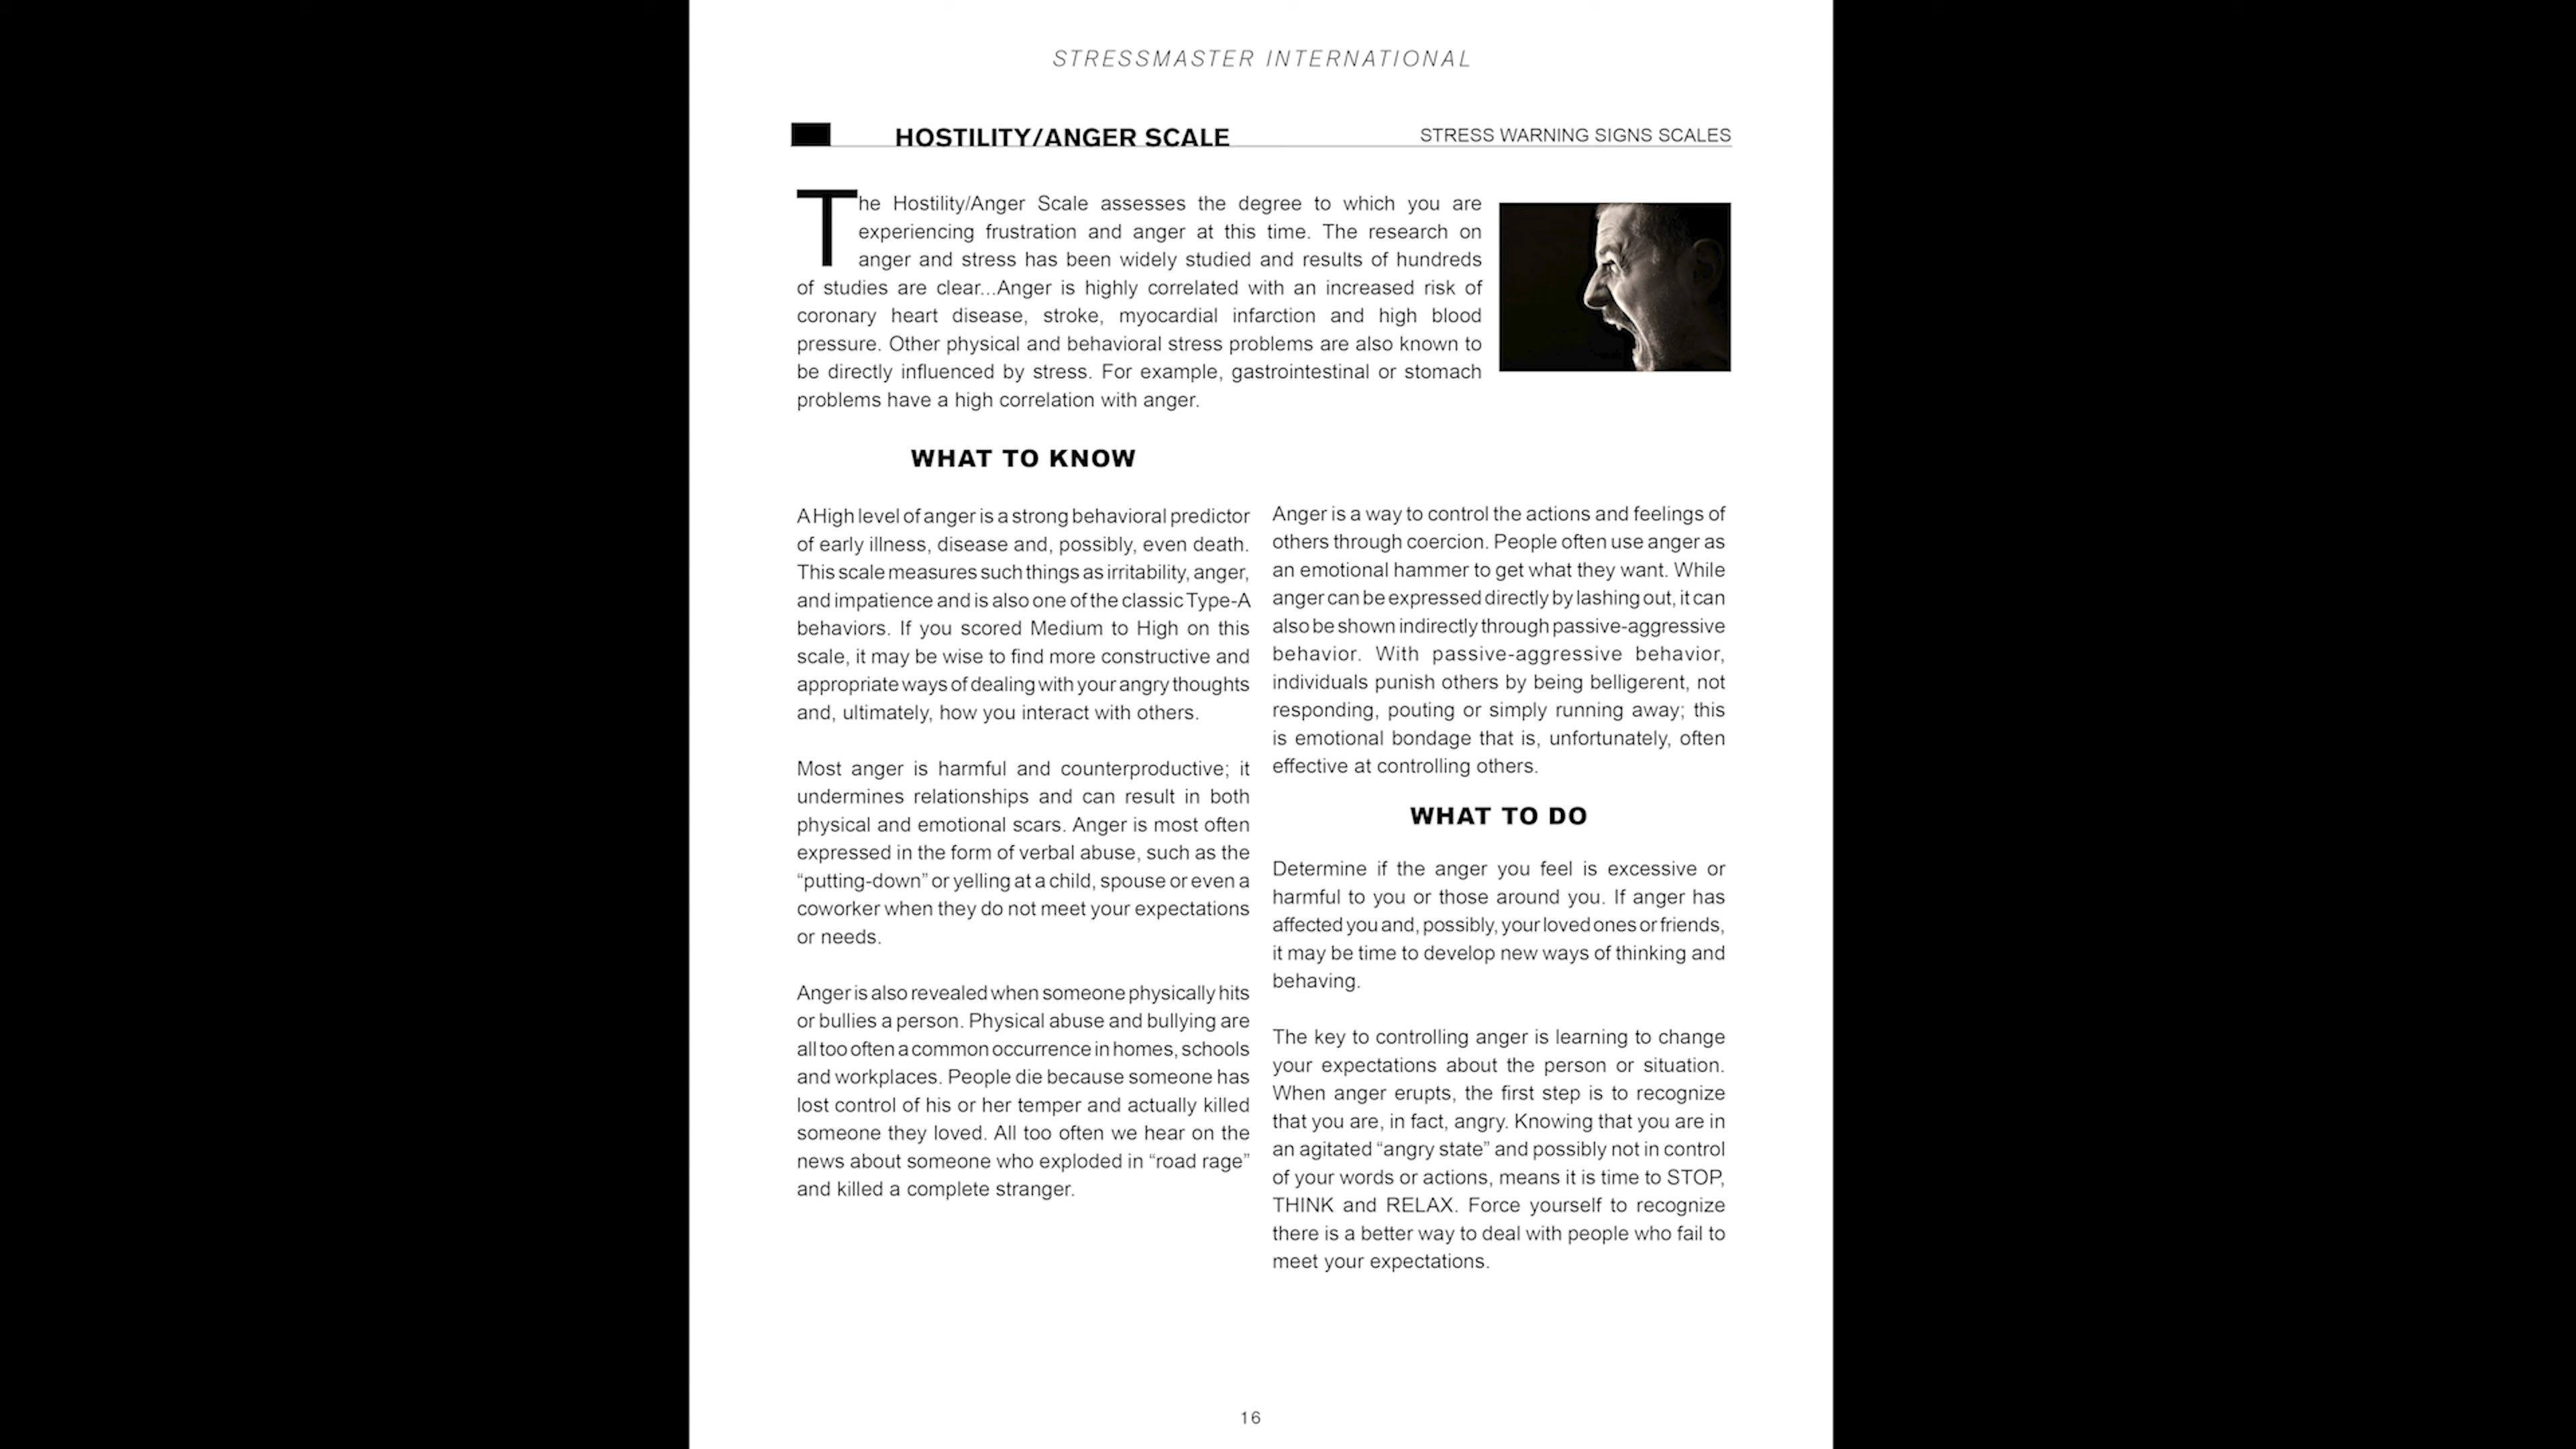 STRESSMASTER INTERNATIONAL
HOSTILITY/ANGER SCALE
STRESS WARNING SIGNS SCALES
The Hostility/Anger Scale assesses the degree to which you are
experiencing frustration and anger at this time. The research on
anger and stress has been widely studied and results of hundreds
of studies are clear...Anger is highly correlated with an increased risk of
coronary heart disease, stroke, myocardial infarction and high blood
pressure. Other physical and behavioral stress problems are also known to
be directly influenced by stress. For example, gastrointestinal or stomach
problems have a high correlation with anger.
WHAT TO KNOW
A High level of anger is a strong behavioral predictor
of early illness, disease and, possibly, even death.
This scale measures such things as irritability, anger,
and impatience and is also one of the classic Type-A
behaviors. If you scored Medium to High on this
scale, it may be wise to find more constructive and
appropriate ways of dealing with your angry thoughts
and, ultimately, how you interact with others.
Most anger is harmful and counterproductive; it
undermines relationships and can result in both
physical and emotional scars. Anger is most often
expressed in the form of verbal abuse, such as the
“putting-down” or yelling at a child, spouse or even a
coworker when they do not meet your expectations
or needs.
Anger is also revealed when someone physically hits
or bullies a person. Physical abuse and bullying are
all too often a common occurrence in homes, schools
and workplaces. People die because someone has
lost control of his or her temper and actually killed
someone they loved. All too often we hear on the
news about someone who exploded in “road rage”
and killed a complete stranger.
Anger is a way to control the actions and feelings of
others through coercion. People often use anger as
an emotional hammer to get what they want. While
anger can be expressed directly by lashing out, it can
also be shown indirectly through passive-aggressive
behavior. With passive-aggressive behavior,
individuals punish others by being belligerent, not
responding, pouting or simply running away; this
is emotional bondage that is, unfortunately, often
effective at controlling others.
WHAT TO DO
Determine if the anger you feel is excessive or
harmful to you or those around you. If anger has
affected you and, possibly, your loved ones or friends,
it may be time to develop new ways of thinking and
behaving.
The key to controlling anger is learning to change
your expectations about the person or situation.
When anger erupts, the first step is to recognize
that you are, in fact, angry. Knowing that you are in
an agitated “angry state” and possibly not in control
of your words or actions, means it is time to STOP,
THINK and RELAX. Force yourself to recognize
there is a better way to deal with people who fail to
meet your expectations.
16